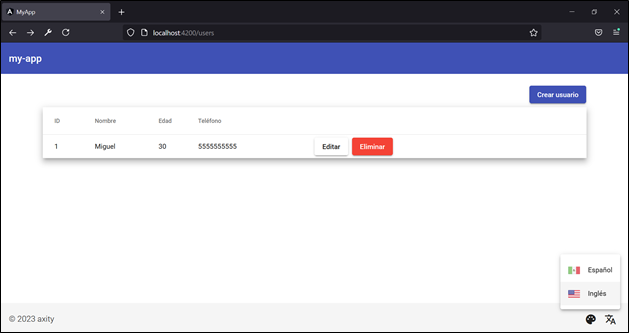 MyApp
localhost:4200/users
my-app
Crear usuario
ID Nombre Edad Teléfono
1 Miguel 30 5555555555 Editar Eliminar
Español
Inglés
© 2023 axity